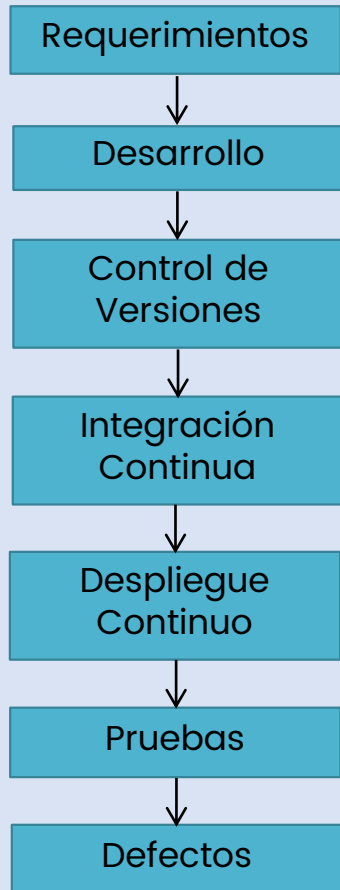 Requerimientos
Desarrollo
Control de
Versiones
Integración
Continua
Despliegue
Continuo
Pruebas
Defectos